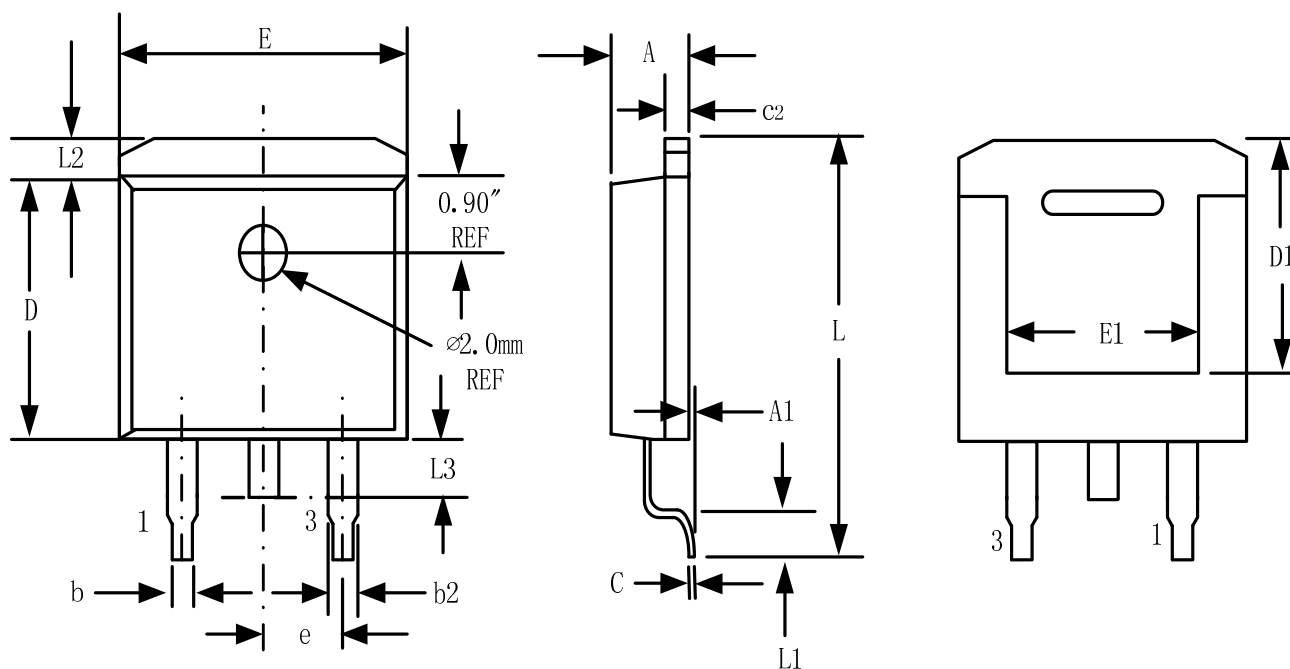 E
L2
0.90"
REF
D
⌀2.0mm
REF
L3
1
3
b
b2
e
A
c2
L
A1
C
L1
D1
E1
3
1